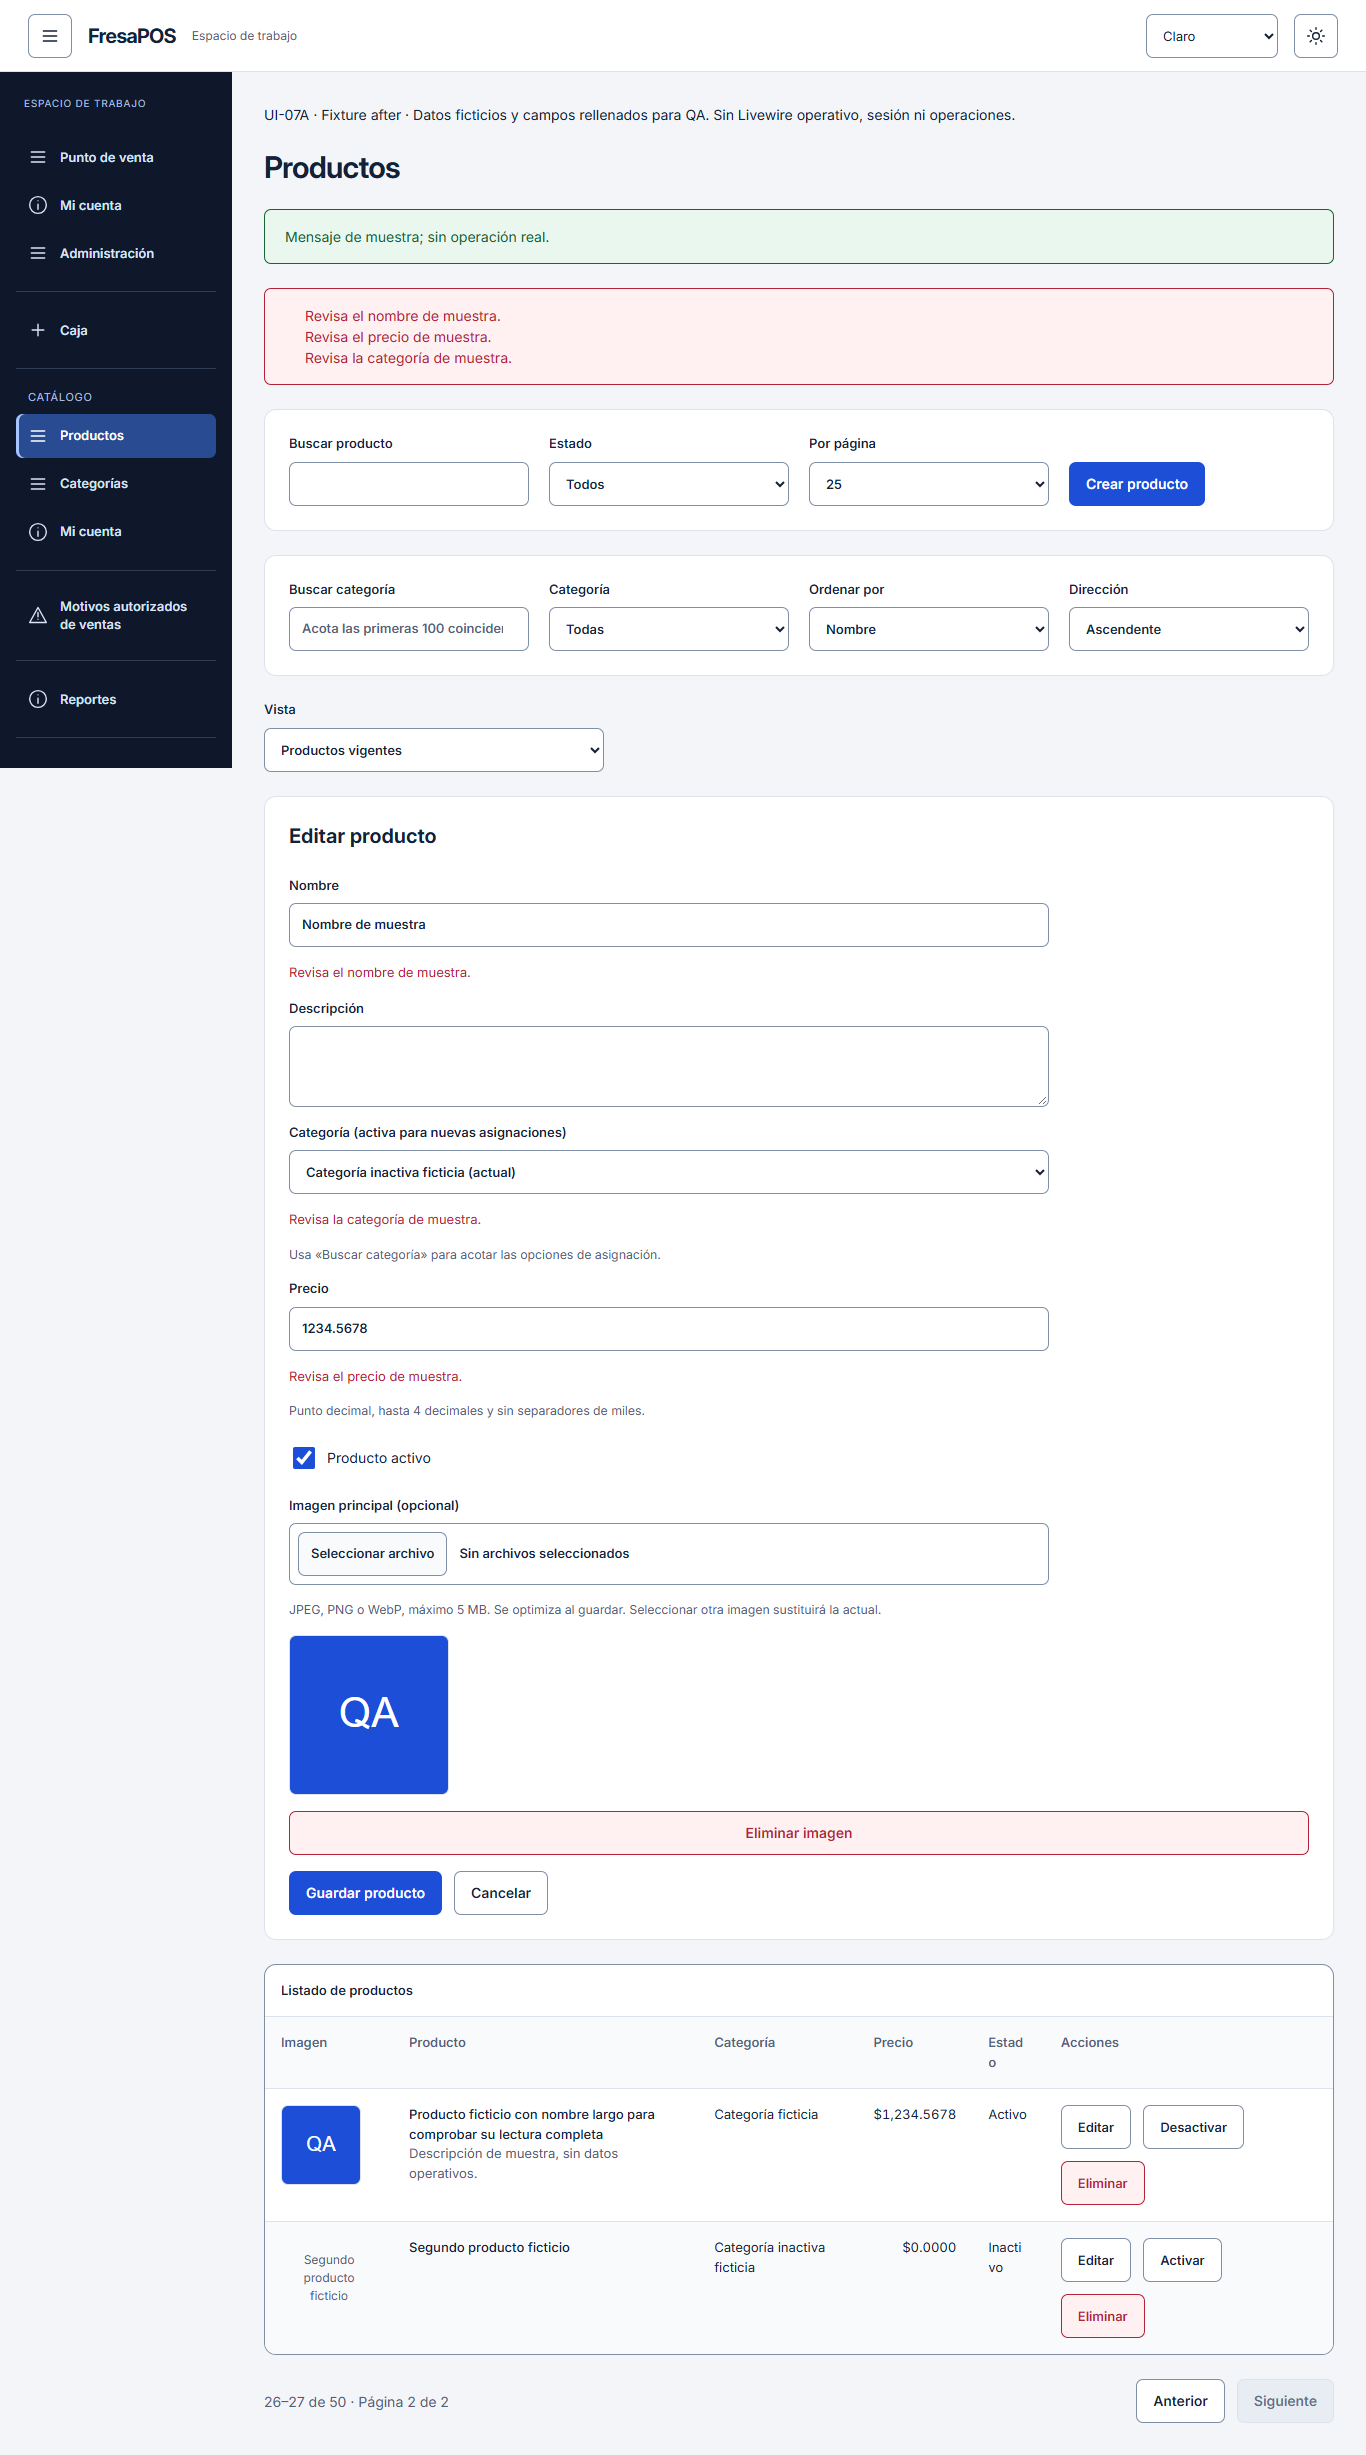 FresaPOS
Espacio de trabajo
Claro
ESPACIO DE TRABAJO
Punto de venta
Mi cuenta
Administración
Caja
CATÁLOGO
Productos
Categorías
Mi cuenta
Motivos autorizados
de ventas
Reportes
UI-07A · Fixture after · Datos ficticios y campos rellenados para QA. Sin Livewire operativo, sesión ni operaciones.
Productos
Mensaje de muestra; sin operación real.
Revisa el nombre de muestra.
Revisa el precio de muestra.
Revisa la categoría de muestra.
Buscar producto
Estado
Por página
Todos
25
Crear producto
Buscar categoría
Categoría
Ordenar por
Dirección
Acota las primeras 100 coincider
Todas
Nombre
Ascendente
Vista
Productos vigentes
Editar producto
Nombre
Nombre de muestra
Revisa el nombre de muestra.
Descripción
Categoría (activa para nuevas asignaciones)
Categoría inactiva ficticia (actual)
Revisa la categoría de muestra.
Usa «Buscar categoría» para acotar las opciones de asignación.
Precio
1234.5678
Revisa el precio de muestra.
Punto decimal, hasta 4 decimales y sin separadores de miles.
Producto activo
Imagen principal (opcional)
Seleccionar archivo
Sin archivos seleccionados
JPEG, PNG o WebP, máximo 5 MB. Se optimiza al guardar. Seleccionar otra imagen sustituirá la actual.
QA
Eliminar imagen
Guardar producto
Cancelar
Listado de productos
Imagen
Producto
Categoría
Precio
Estad
o
Acciones
QA
Producto ficticio con nombre largo para
comprobar su lectura completa
Descripción de muestra, sin datos
operativos.
Categoría ficticia
$1,234.5678
Activo
Editar
Desactivar
Eliminar
Segundo
producto
ficticio
Segundo producto ficticio
Categoría inactiva
ficticia
$0.0000
Inacti
vo
Editar
Activar
Eliminar
26–27 de 50 · Página 2 de 2
Anterior
Siguiente